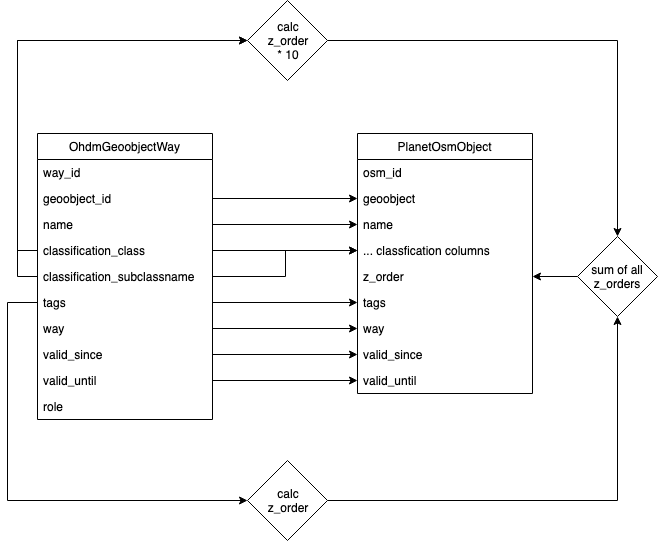 calc
z_order
* 10
OhdmGeoobjectWay
way_id
geoobject_id
name
classification_class
classification_subclassname
tags
way
valid_since
valid_until
role
PlanetOsmObject
osm_id
geoobject
name
... classfication columns
z_order
tags
way
valid_since
valid_until
sum of all
z_orders
calc
z_order